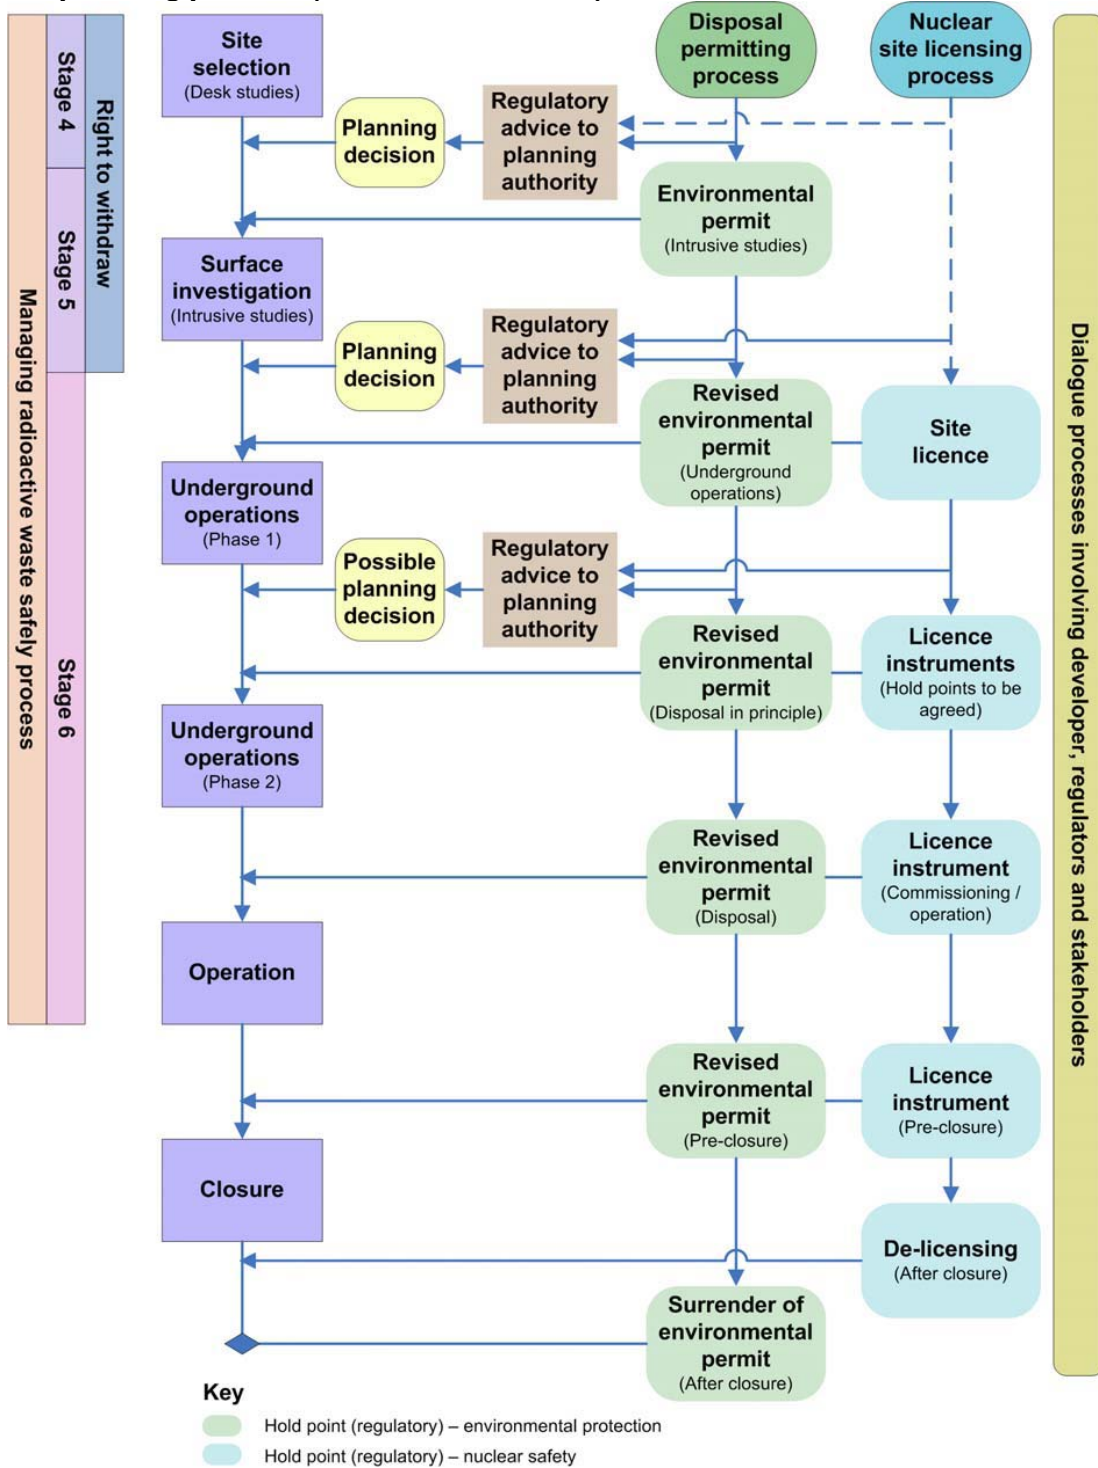 Site
selection
(Desk studies)
Disposal
permitting
process
Nuclear
site licensing
process
Stage 4
Right to withdraw
Planning
decision
Regulatory
advice to
planning
authority
Environmental
permit
(Intrusive studies)
Stage 5
Surface
investigation
(Intrusive studies)
Planning
decision
Regulatory
advice to
planning
authority
Revised
environmental
permit
(Underground
operations)
Site
licence
Managing radioactive waste safely process
Dialogue processes involving developer, regulators and stakeholders
Underground
operations
(Phase 1)
Possible
planning
decision
Regulatory
advice to
planning
authority
Revised
environmental
permit
(Disposal in principle)
Licence
instruments
(Hold points to be
agreed)
Stage 6
Underground
operations
(Phase 2)
Revised
environmental
permit
(Disposal)
Licence
instrument
(Commissioning /
operation)
Operation
Revised
environmental
permit
(Pre-closure)
Licence
instrument
(Pre-closure)
Closure
De-licensing
(After closure)
Surrender of
environmental
permit
(After closure)
Key
Hold point (regulatory) – environmental protection
Hold point (regulatory) – nuclear safety